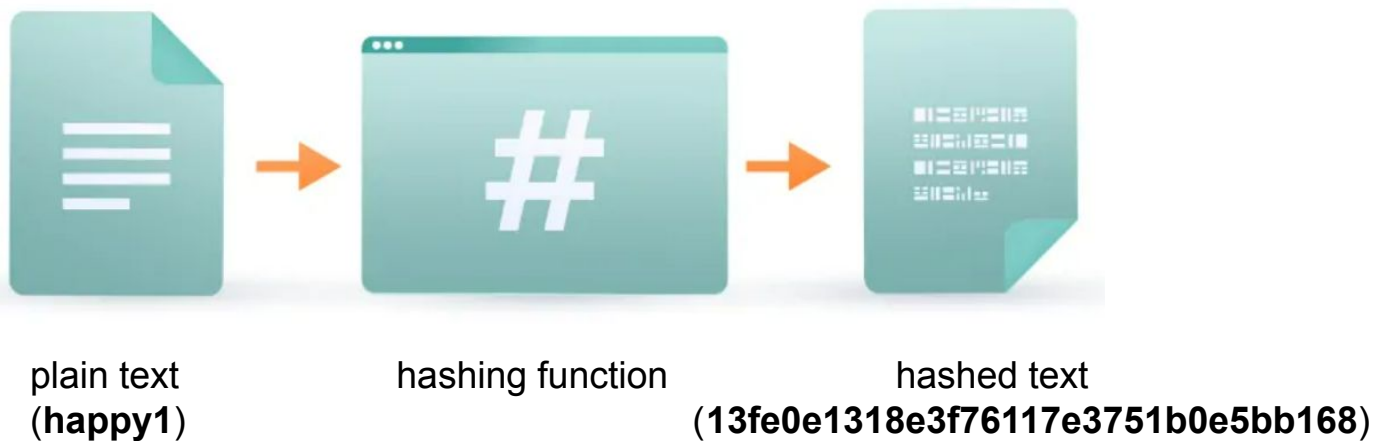 #
plain text
(happy1)
hashing function
hashed text
(13fe0e1318e3f76117e3751b0e5bb168)